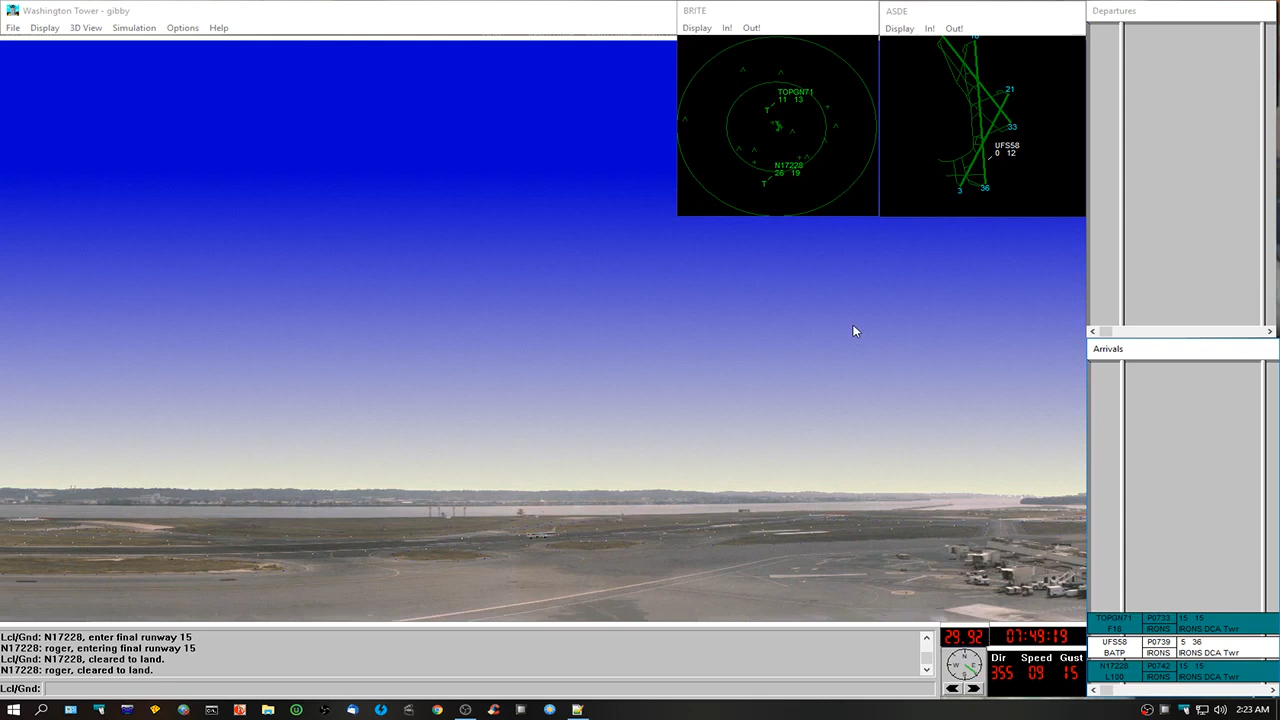 Washington Tower - gibby
File Display 3D View Simulation Options Help
BRITE
Display In! Out!
TOPGN71
11 13
N17228
26 19
ASDE
Display In! Out!
21
33
UFS58
0 12
3
36
Departures
Arrivals
TOPGN71 P0733 15 15
F18 IRONS IRONS DCA Twr
UFS58 P0739 5 36
BATP IRONS IRONS DCA Twr
N17228 P0742 15 15
L100 IRONS IRONS DCA Twr
Lcl/Gnd: N17228, enter final runway 15
N17228: roger, entering final runway 15
Lcl/Gnd: N17228, cleared to land.
N17228: roger, cleared to land.
Lcl/Gnd:
29.92 07:49:19
N
W E
S
Dir Speed Gust
355 09 15
2:23 AM